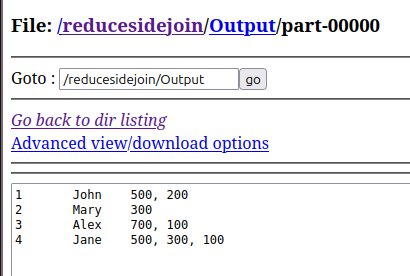 File: /reducesidejoin/Output/part-00000
Goto : /reducesidejoin/Output go
Go back to dir listing
Advanced view/download options
1 John 500, 200
2 Mary 300
3 Alex 700, 100
4 Jane 500, 300, 100